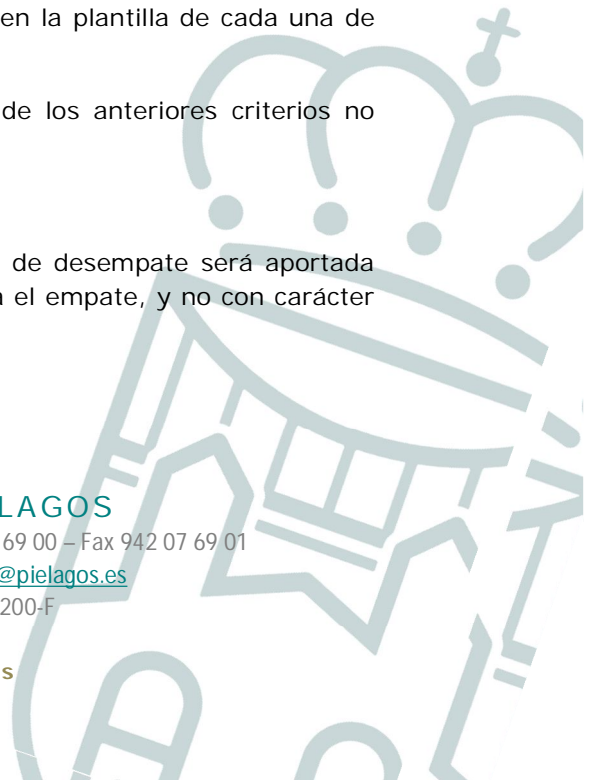 en la plantilla de cada una de
de los anteriores criterios no
de desempate será aportada
el empate, y no con carácter
LAGOS
69 00 – Fax 942 07 69 01
@pielagos.es
200-F
s